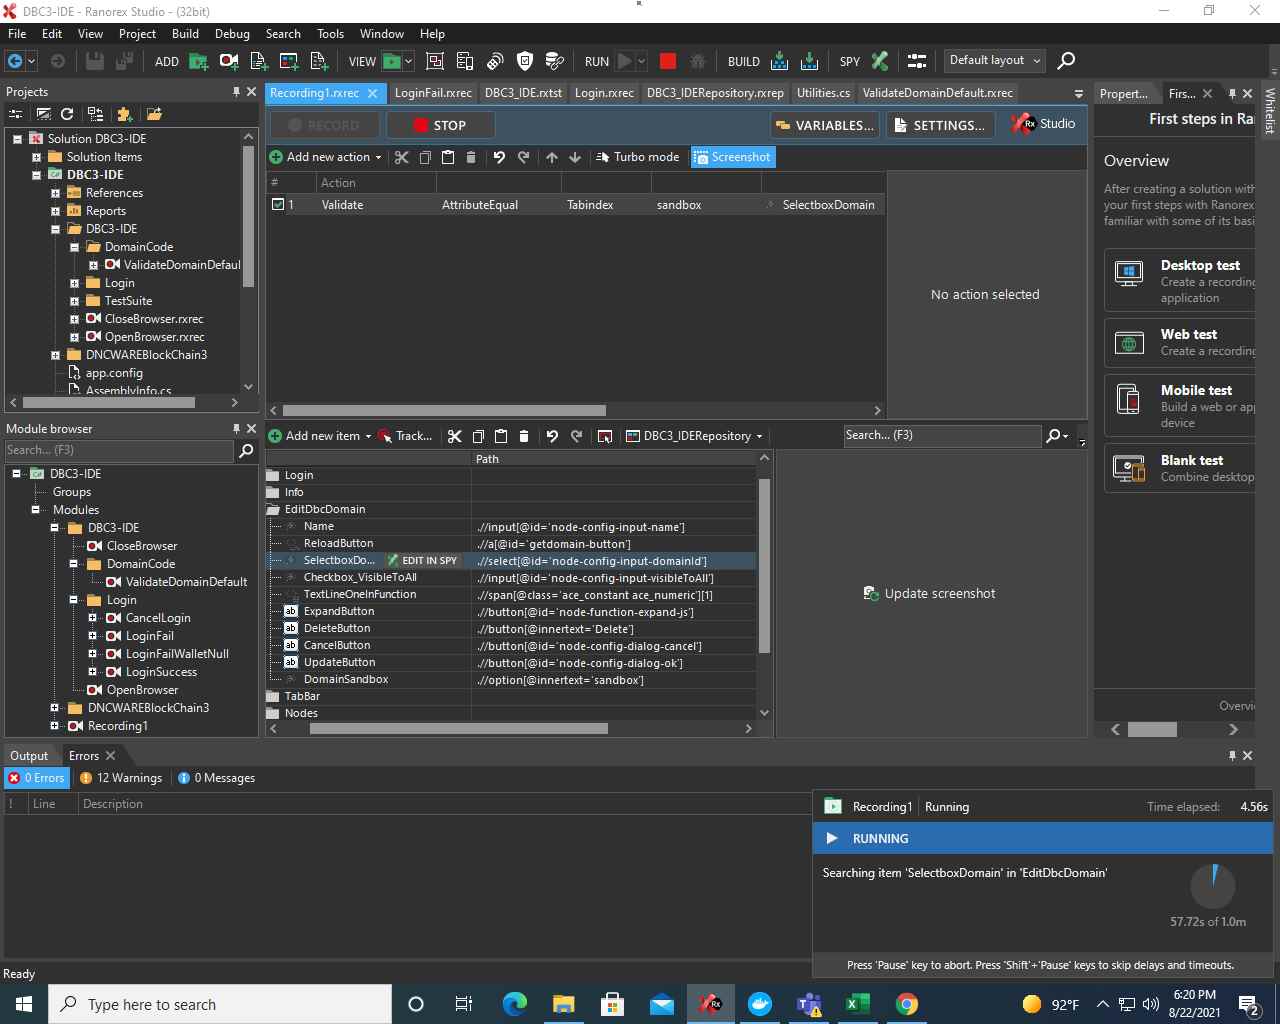 DBC3-IDE - Ranorex Studio - (32bit)
File Edit View Project Build Debug Search Tools Window Help
ADD VIEW RUN BUILD SPY Default layout
Projects
Solution DBC3-IDE
Solution Items
DBC3-IDE
References
Reports
DBC3-IDE
DomainCode
ValidateDomainDefaul
Login
TestSuite
CloseBrowser.rxrec
OpenBrowser.rxrec
DNCWAREBlockChain3
app.config
AssemblyInfo.cs
Module browser
Search... (F3)
DBC3-IDE
Groups
Modules
DBC3-IDE
CloseBrowser
DomainCode
ValidateDomainDefault
Login
CancelLogin
LoginFail
LoginFailWalletNull
LoginSuccess
OpenBrowser
DNCWAREBlockChain3
Recording1
Recording1.rxrec LoginFail.rxrec DBC3_IDE.rxtst Login.rxrec DBC3_IDERepository.rxrep Utilities.cs ValidateDomainDefault.rxrec
RECORD STOP VARIABLES... SETTINGS... Rx Studio
Add new action Turbo mode Screenshot
# Action
1 Validate AttributeEqual Tabindex sandbox SelectboxDomain
No action selected
Add new item Track... DBC3_IDERepository Search... (F3)
Path
Login
Info
EditDbcDomain
Name .//input[@id='node-config-input-name']
ReloadButton .//a[@id='getdomain-button']
SelectboxDo... EDIT IN SPY .//select[@id='node-config-input-domainId']
Checkbox_VisibleToAll .//input[@id='node-config-input-visibleToAll']
TextLineOneInFunction .//span[@class='ace_constant ace_numeric'][1]
ab ExpandButton .//button[@id='node-function-expand-js']
ab DeleteButton .//button[@innertext='Delete']
ab CancelButton .//button[@id='node-config-dialog-cancel']
ab UpdateButton .//button[@id='node-config-dialog-ok']
DomainSandbox .//option[@innertext='sandbox']
TabBar
Nodes
Update screenshot
Propert... Firs...
First steps in Ranor
Overview
After creating a solution with
your first steps with Ranorex
familiar with some of its basi
Desktop test
Create a recording
application
Web test
Create a recording
Mobile test
Build a web or app
device
Blank test
Combine desktop,
Overvie
Whitelist
Output Errors
0 Errors 12 Warnings 0 Messages
! Line Description
Recording1 Running Time elapsed: 4.56s
RUNNING
Searching item 'SelectboxDomain' in 'EditDbcDomain'
57.72s of 1.0m
Press 'Pause' key to abort. Press 'Shift'+'Pause' keys to skip delays and timeouts.
Ready
Type here to search
Rx
92°F
6:20 PM
8/22/2021
2